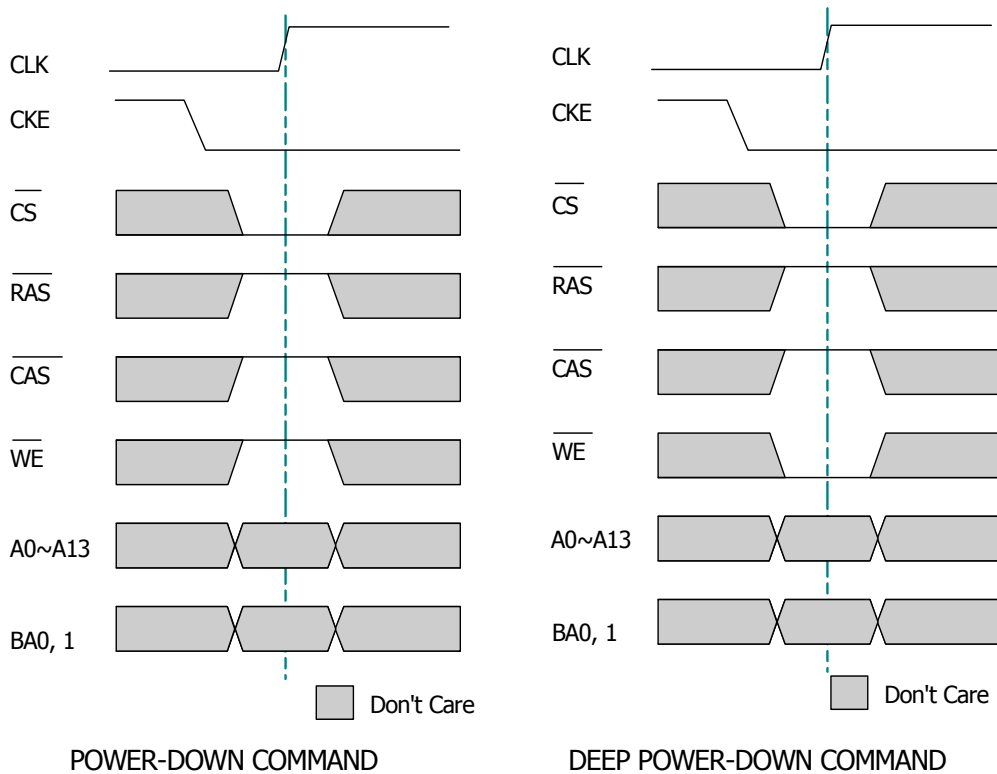 CLK
CKE
CS
RAS
CAS
WE
A0~A13
BA0, 1
Don't Care
POWER-DOWN COMMAND
CLK
CKE
CS
RAS
CAS
WE
A0~A13
BA0, 1
Don't Care
DEEP POWER-DOWN COMMAND